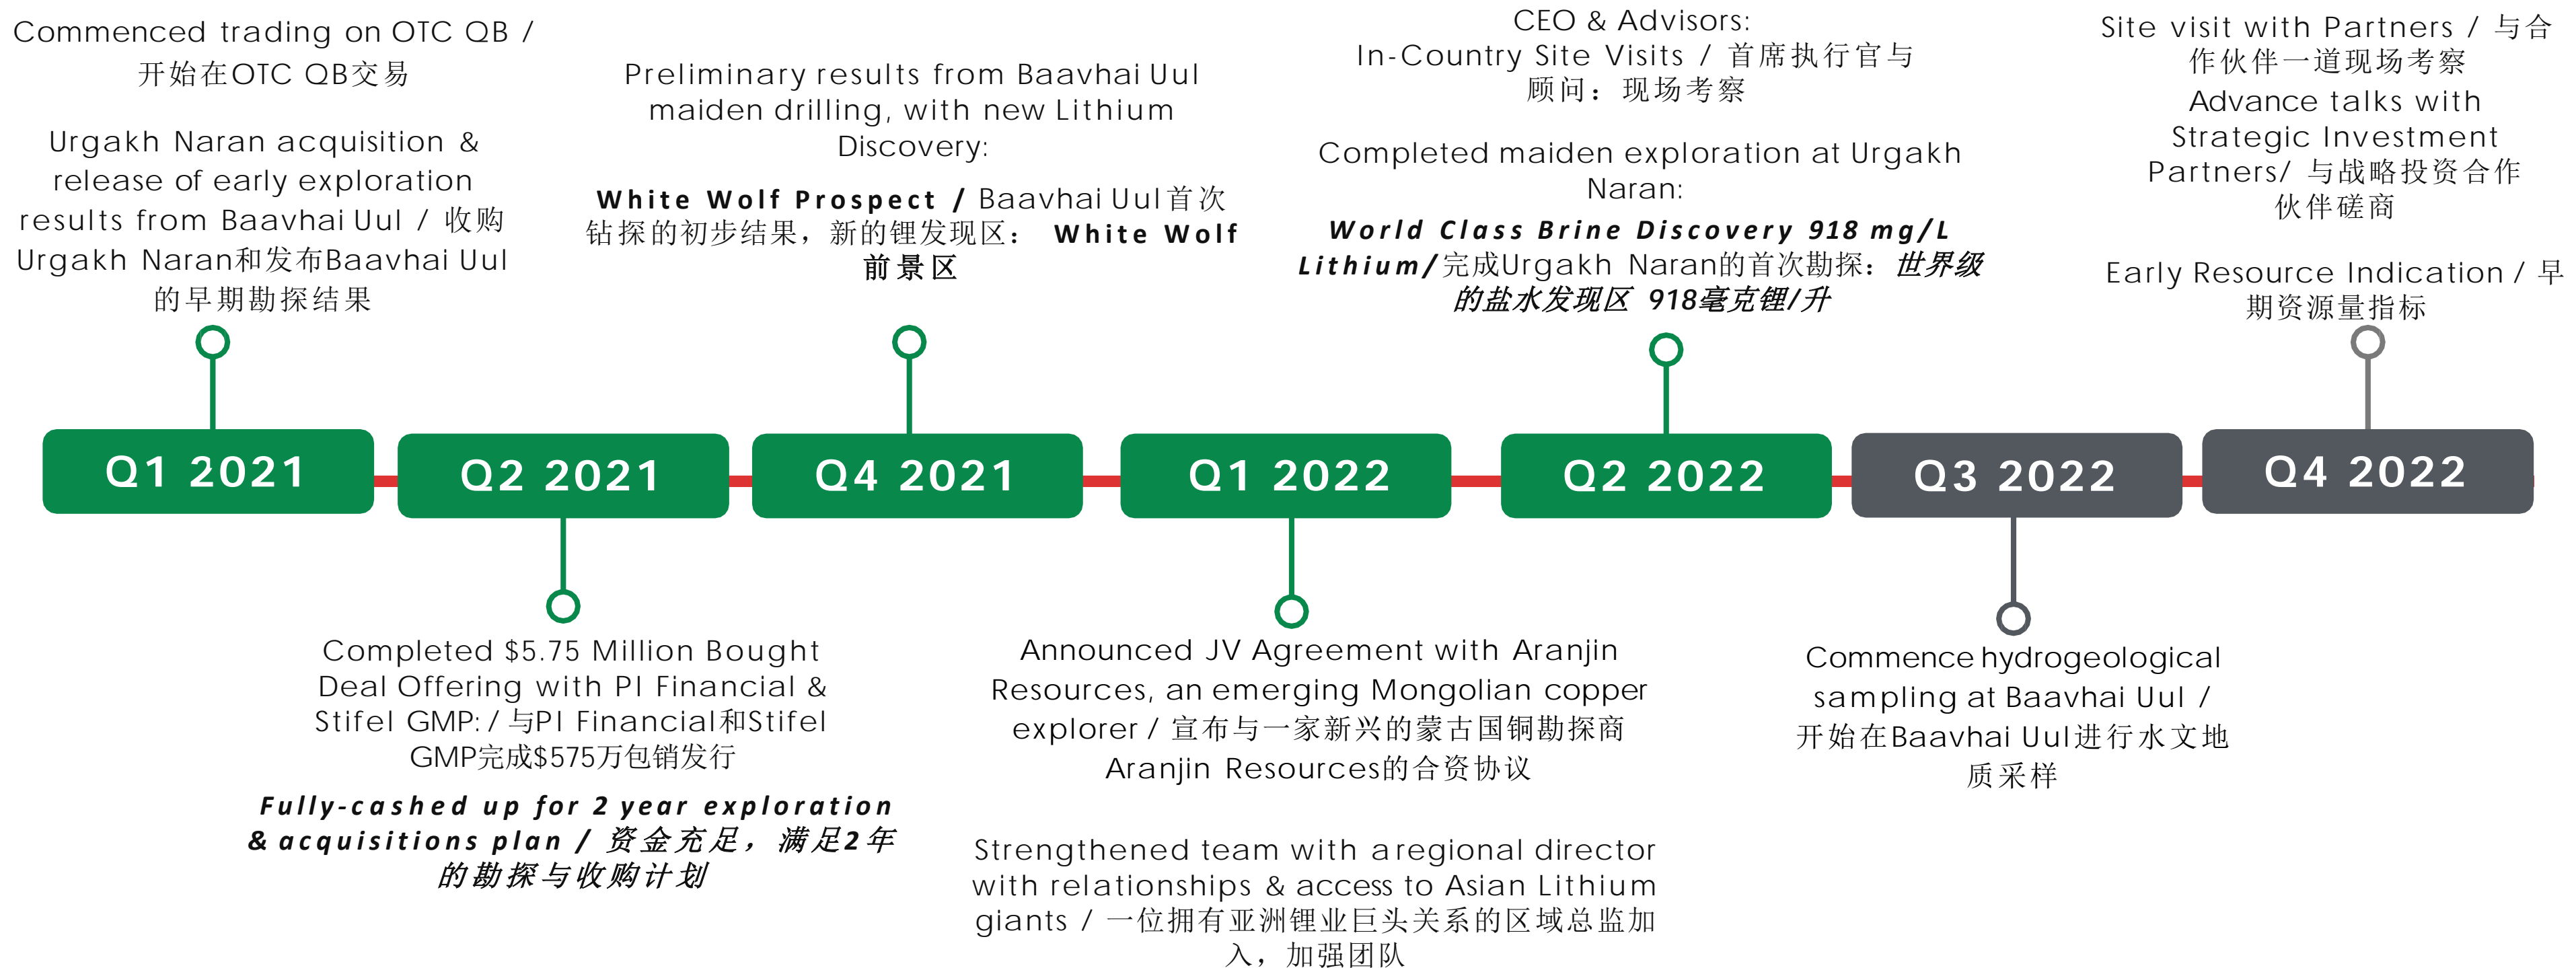 Commenced trading on OTC QB /
开始在OTC QB交易
Urgakh Naran acquisition &
release of early exploration
results from Baavhai Uul / 收购
Urgakh Naran和发布Baavhai Uul
的早期勘探结果
Preliminary results from Baavhai Uul
maiden drilling, with new Lithium
Discovery:
White Wolf Prospect / Baavhai Uul首次
钻探的初步结果，新的锂发现区： White Wolf
前景区
CEO & Advisors:
In-Country Site Visits / 首席执行官与
顾问：现场考察
Completed maiden exploration at Urgakh
Naran:
World Class Brine Discovery 918 mg/L
Lithium/完成Urgakh Naran的首次勘探：世界级
的盐水发现区 918毫克锂/升
Site visit with Partners / 与合
作伙伴一道现场考察
Advance talks with
Strategic Investment
Partners/ 与战略投资合作
伙伴磋商
Early Resource Indication / 早
期资源量指标
Q1 2021
Q2 2021
Q4 2021
Q1 2022
Q2 2022
Q3 2022
Q4 2022
Completed $5.75 Million Bought
Deal Offering with PI Financial &
Stifel GMP: / 与PI Financial和Stifel
GMP完成$575万包销发行
Fully-cashed up for 2 year exploration
& acquisitions plan / 资金充足，满足2年
的勘探与收购计划
Announced JV Agreement with Aranjin
Resources, an emerging Mongolian copper
explorer / 宣布与一家新兴的蒙古国铜勘探商
Aranjin Resources的合资协议
Strengthened team with a regional director
with relationships & access to Asian Lithium
giants / 一位拥有亚洲锂业巨头关系的区域总监加
入，加强团队
Commence hydrogeological
sampling at Baavhai Uul /
开始在Baavhai Uul进行水文地
质采样